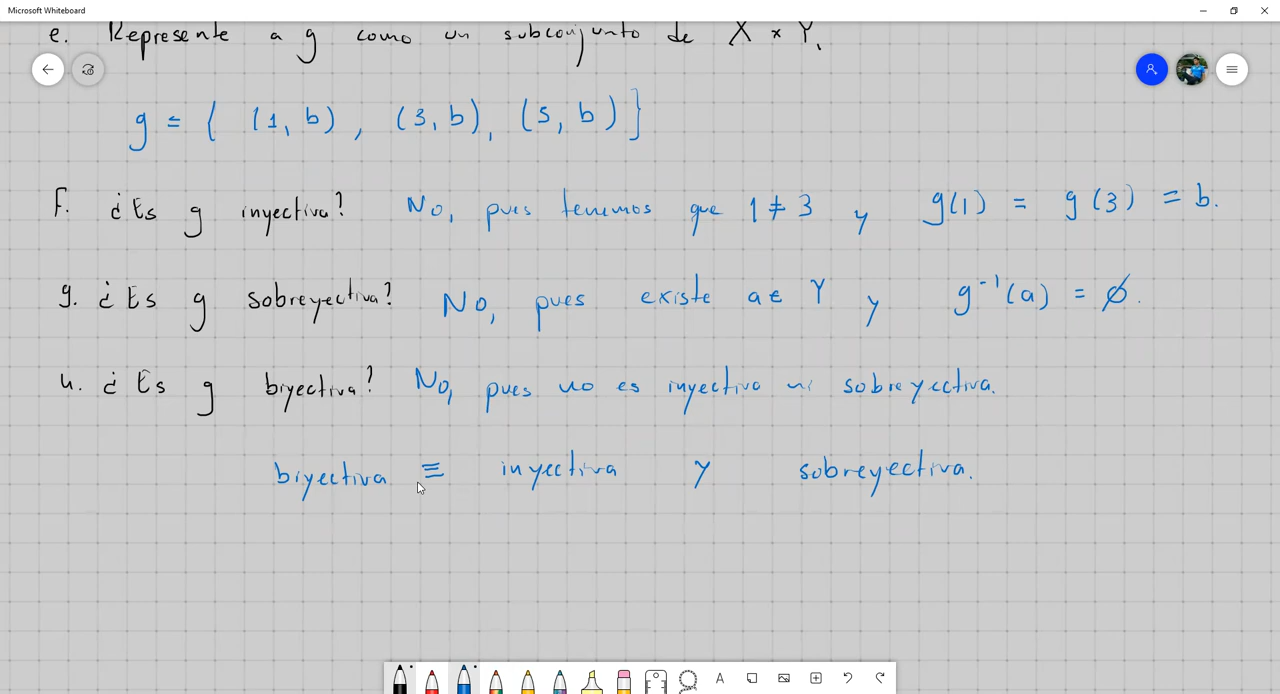 Microsoft Whiteboard
e. Represente a g como un subconjunto de X × Y.
g = { (1, b), (3, b), (5, b) }
f. ¿Es g inyectiva? No, pues tenemos que 1 ≠ 3 y g(1) = g(3) = b.
g. ¿Es g sobreyectiva? No, pues existe a ∈ Y y g⁻¹(a) = ∅.
h. ¿Es g biyectiva? No, pues no es inyectiva ni sobreyectiva.
biyectiva ≡ inyectiva y sobreyectiva.
A